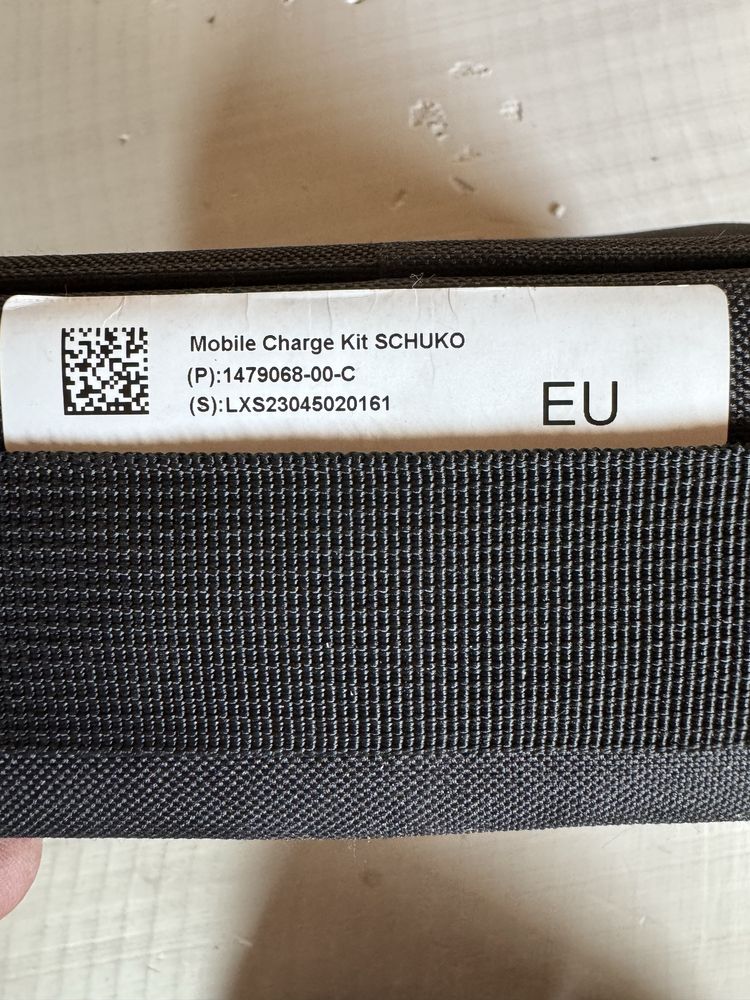 Mobile Charge Kit SCHUKO
(P):1479068-00-C
(S):LXS23045020161
EU